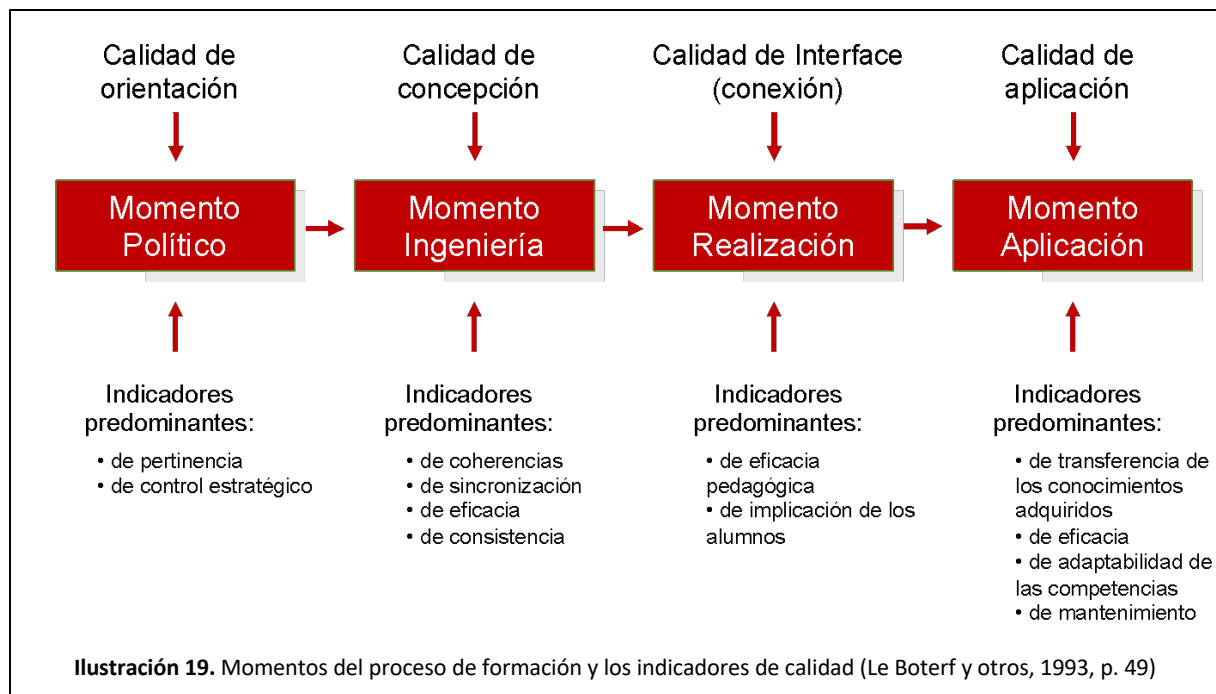 Calidad de
orientación
Calidad de
concepción
Calidad de Interface
(conexión)
Calidad de
aplicación
Momento
Político
Momento
Ingeniería
Momento
Realización
Momento
Aplicación
Indicadores
predominantes:
• de pertinencia
• de control estratégico
Indicadores
predominantes:
• de coherencias
• de sincronización
• de eficacia
• de consistencia
Indicadores
predominantes:
• de eficacia
pedagógica
• de implicación de los
alumnos
Indicadores
predominantes:
• de transferencia de
los conocimientos
adquiridos
• de eficacia
• de adaptabilidad de
las competencias
• de mantenimiento
Ilustración 19. Momentos del proceso de formación y los indicadores de calidad (Le Boterf y otros, 1993, p. 49)